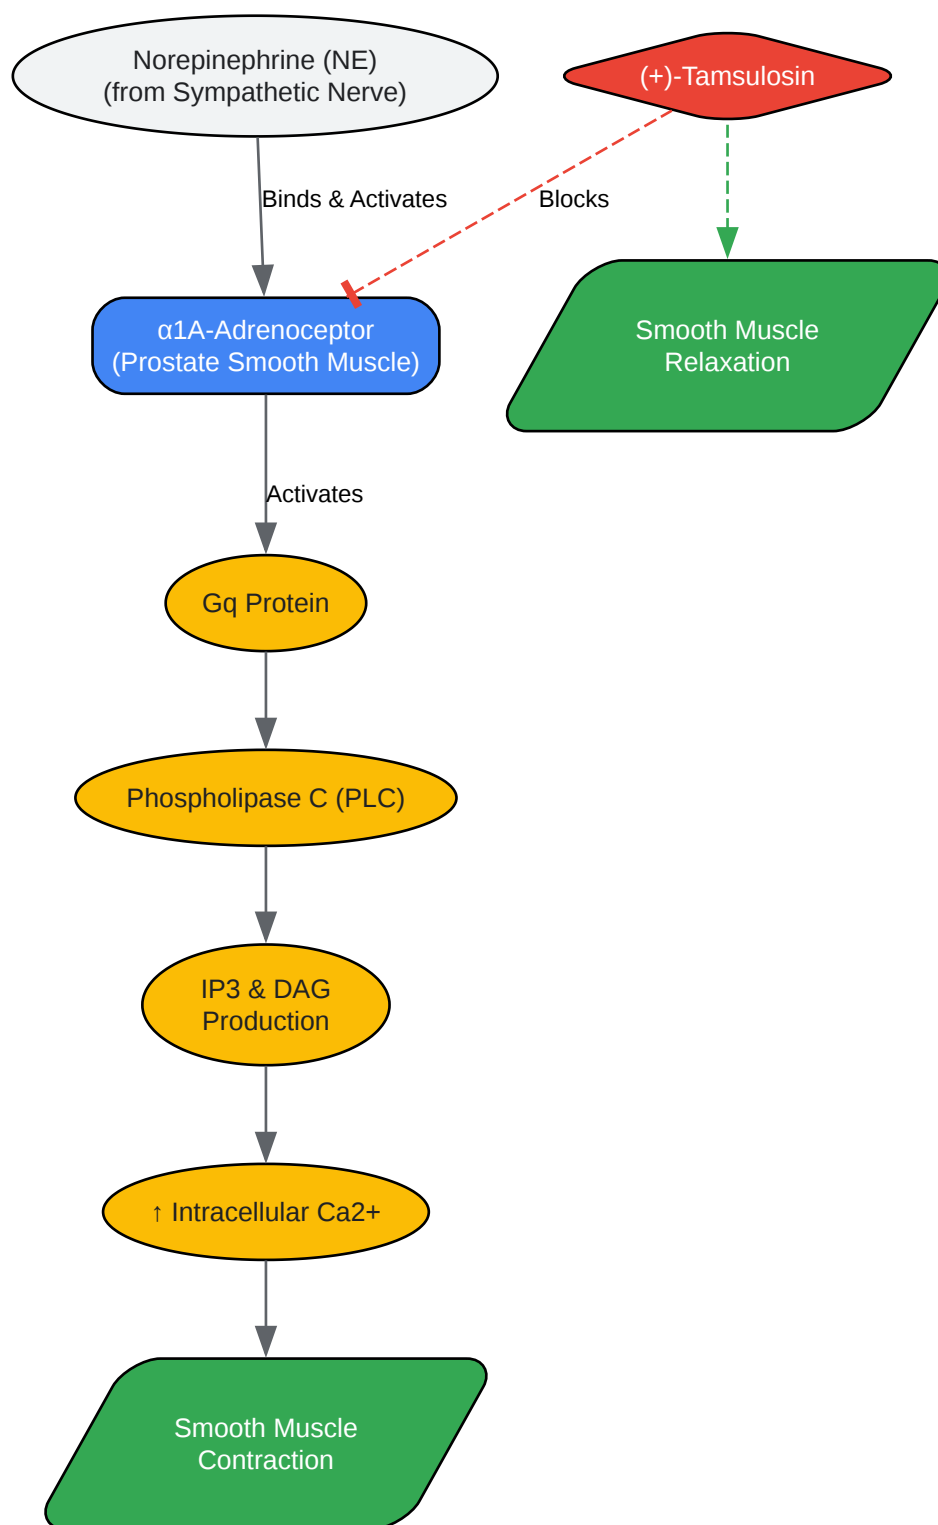 Norepinephrine (NE)
(from Sympathetic Nerve)
(+)-Tamsulosin
Binds & Activates
Blocks
α1A-Adrenoceptor
(Prostate Smooth Muscle)
Smooth Muscle
Relaxation
Activates
Gq Protein
Phospholipase C (PLC)
IP3 & DAG
Production
↑ Intracellular Ca2+
Smooth Muscle
Contraction